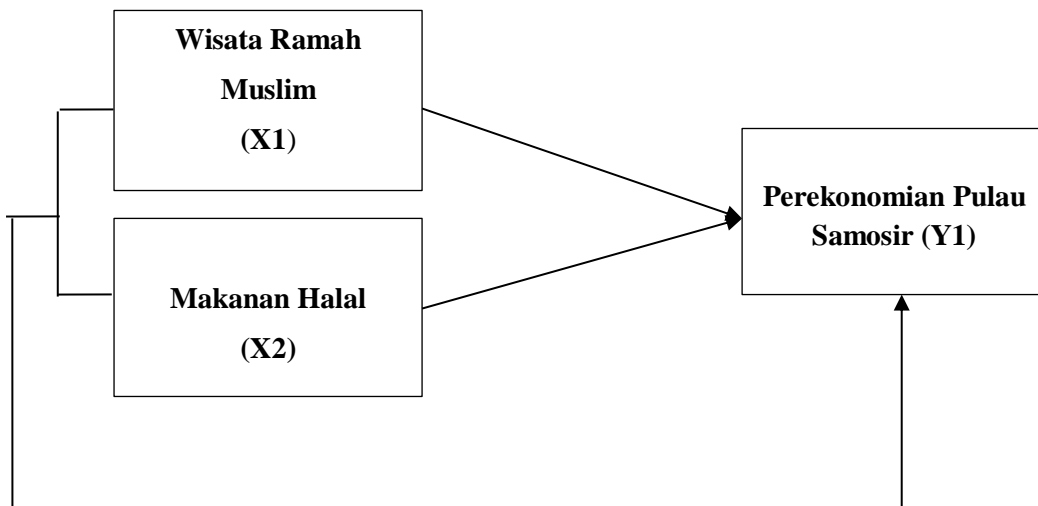 Wisata Ramah
Muslim
(X1)
Makanan Halal
(X2)
Perekonomian Pulau
Samosir (Y1)